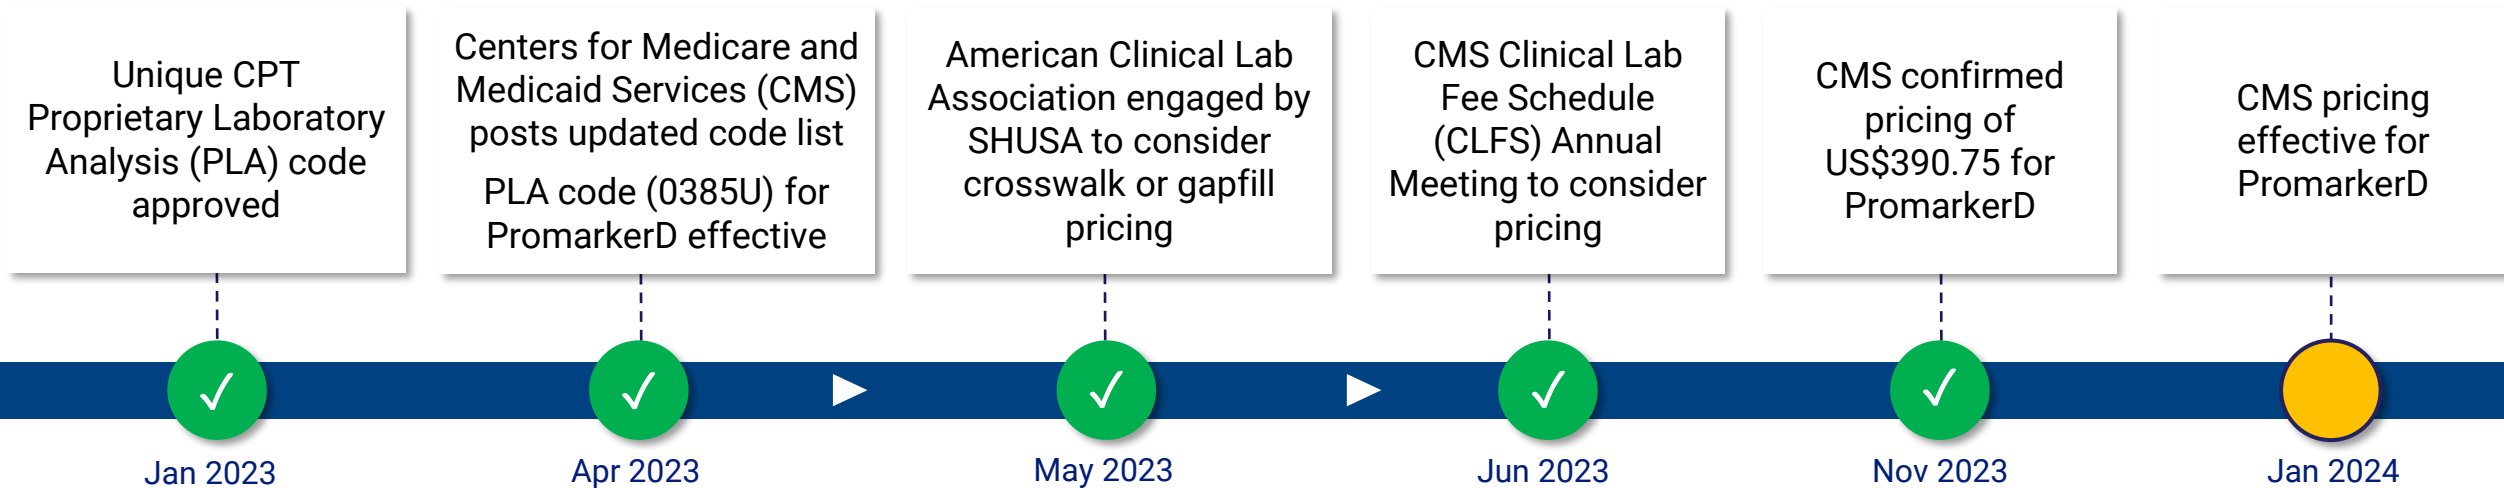 Unique CPT
Proprietary Laboratory
Analysis (PLA) code
approved
Centers for Medicare and
Medicaid Services (CMS)
posts updated code list
PLA code (0385U) for
PromarkerD effective
American Clinical Lab
Association engaged by
SHUSA to consider
crosswalk or gapfill
pricing
CMS Clinical Lab
Fee Schedule
(CLFS) Annual
Meeting to consider
pricing
CMS confirmed
pricing of
US$390.75 for
PromarkerD
CMS pricing
effective for
PromarkerD
Jan 2023
Apr 2023
May 2023
Jun 2023
Nov 2023
Jan 2024